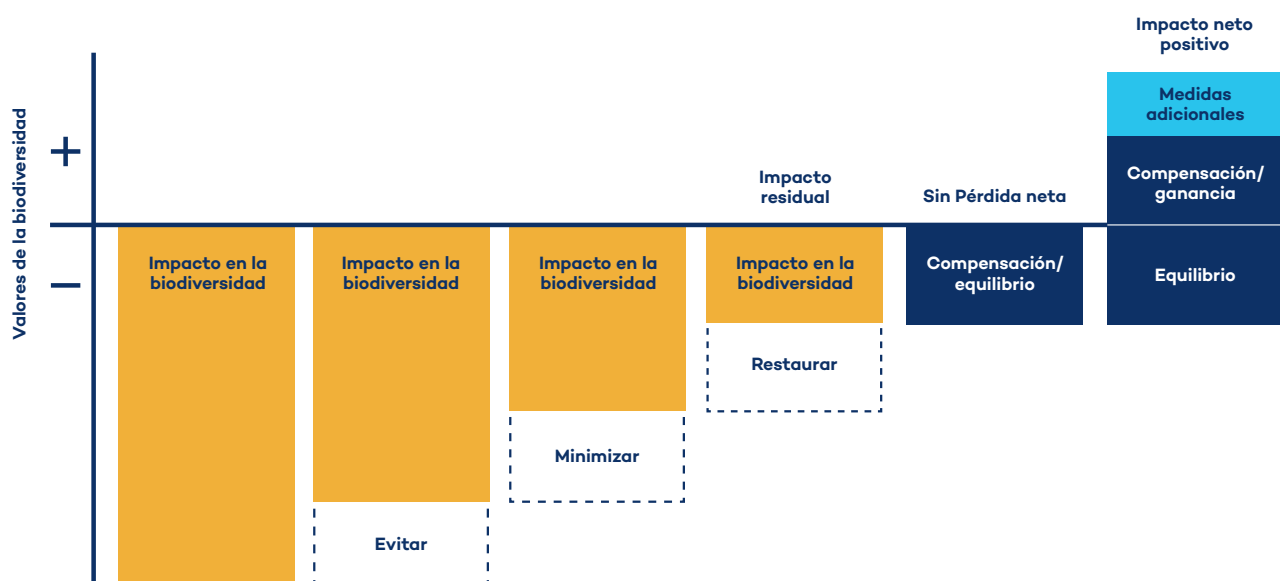 Impacto neto
positivo
Medidas
adicionales
Compensación/
ganancia
Impacto
residual
Sin Pérdida neta
Valores de la biodiversidad
+
−
Impacto en la
biodiversidad
Impacto en la
biodiversidad
Impacto en la
biodiversidad
Impacto en la
biodiversidad
Compensación/
equilibrio
Equilibrio
Restaurar
Minimizar
Evitar